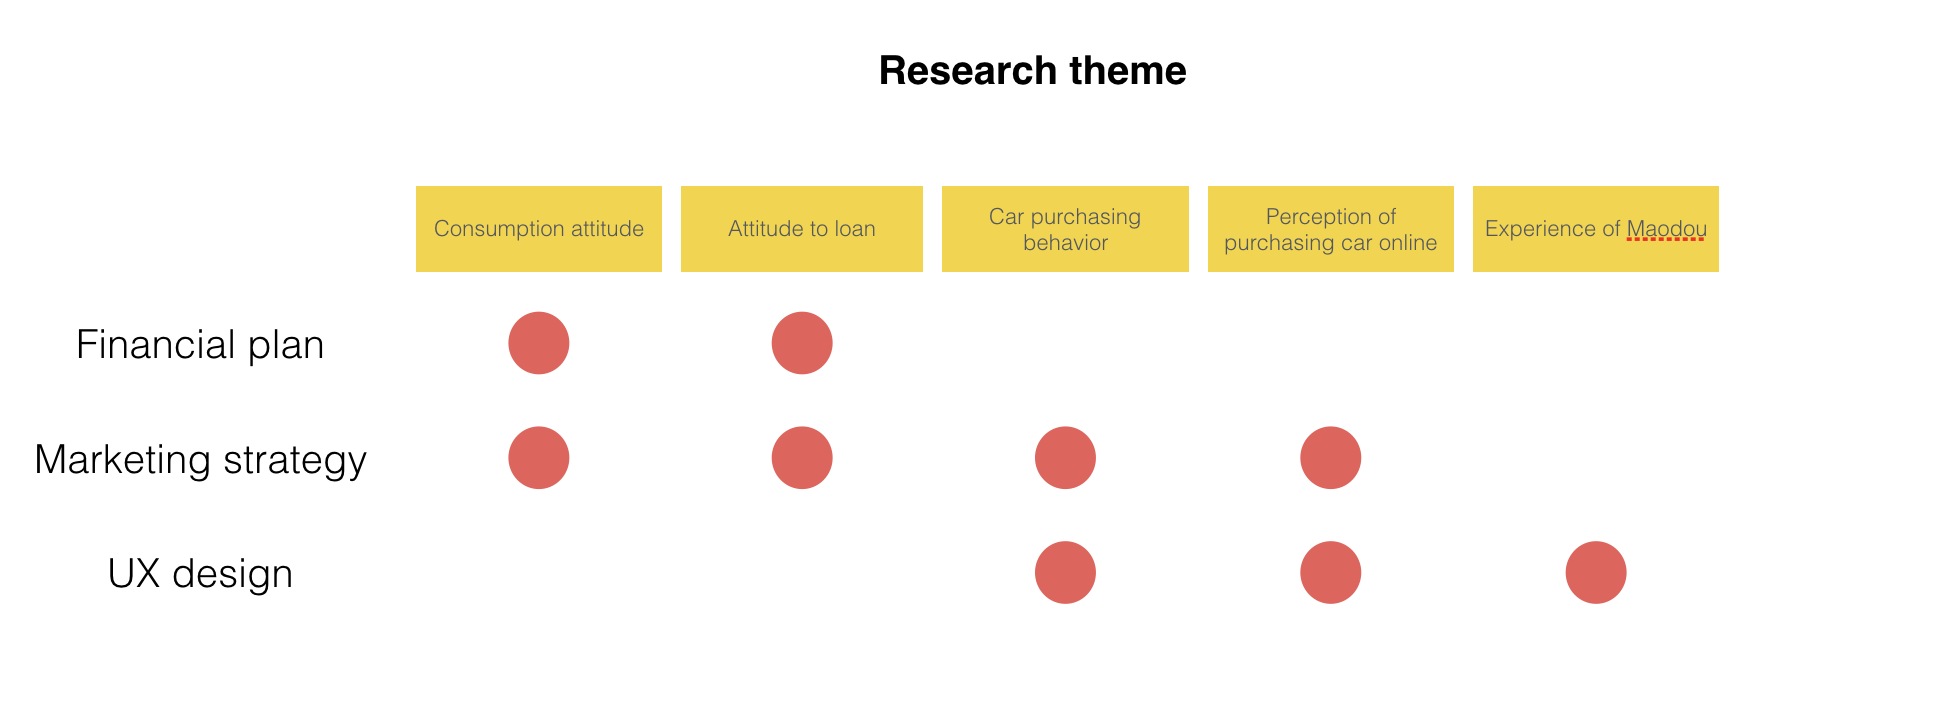 Research theme
Consumption attitude
Attitude to loan
Car purchasing
behavior
Perception of
purchasing car online
Experience of Maodou
Financial plan
Marketing strategy
UX design